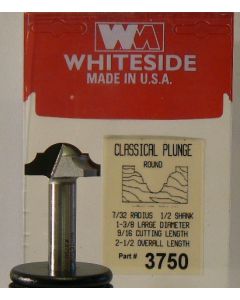 WM
WHITESIDE
MADE IN U.S.A.
CLASSICAL PLUNGE
ROUND
7/32 RADIUS 1/2 SHANK
1-3/8 LARGE DIAMETER
9/16 CUTTING LENGTH
2-1/2 OVERALL LENGTH
Part # 3750